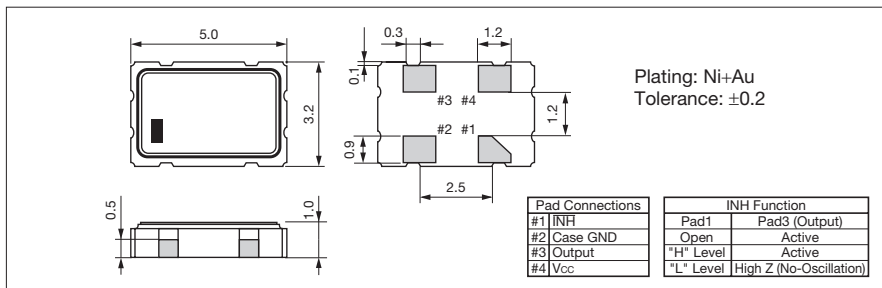 5.0
3.2
0.5
1.0
0.3
1.2
0.1
#3 #4
#2 #1
1.2
0.9
2.5
Plating: Ni+Au
Tolerance: ±0.2
Pad Connections
#1 INH
#2 Case GND
#3 Output
#4 Vcc
INH Function
Pad1 Pad3 (Output)
Open Active
"H" Level Active
"L" Level High Z (No-Oscillation)